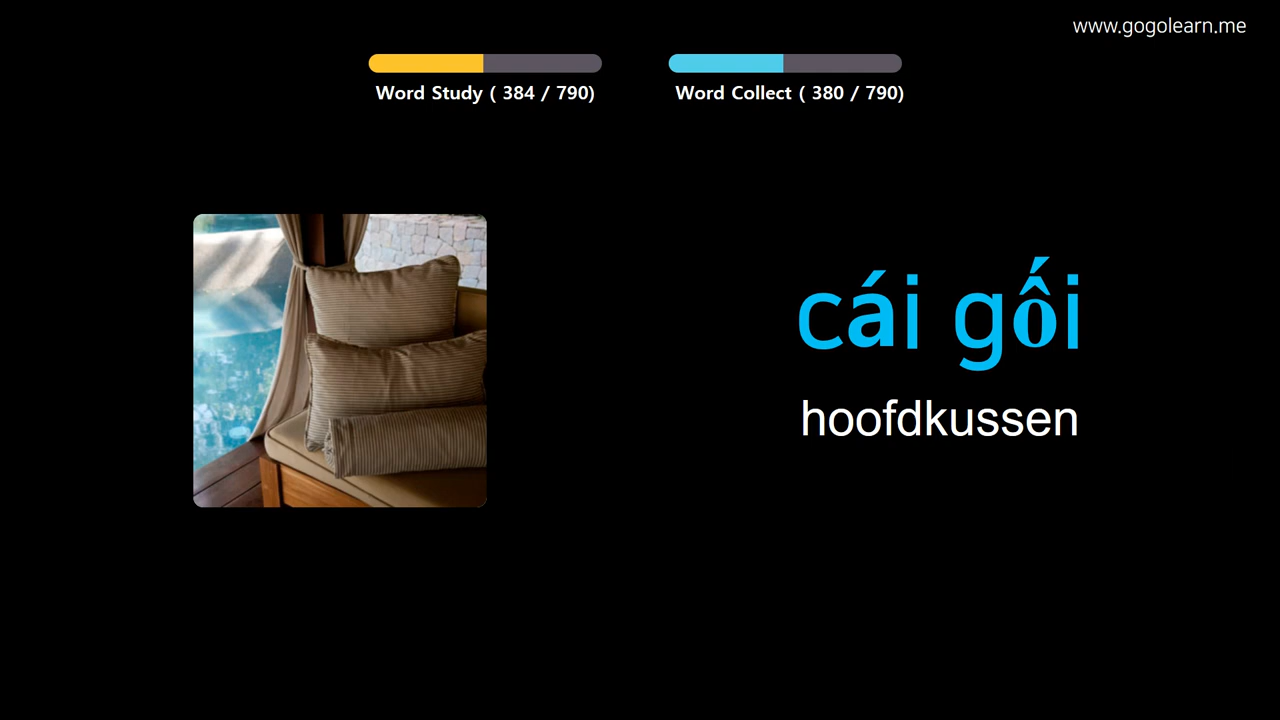 www.gogolearn.me
Word Study ( 384 / 790)
Word Collect ( 380 / 790)
cái gối
hoofdkussen